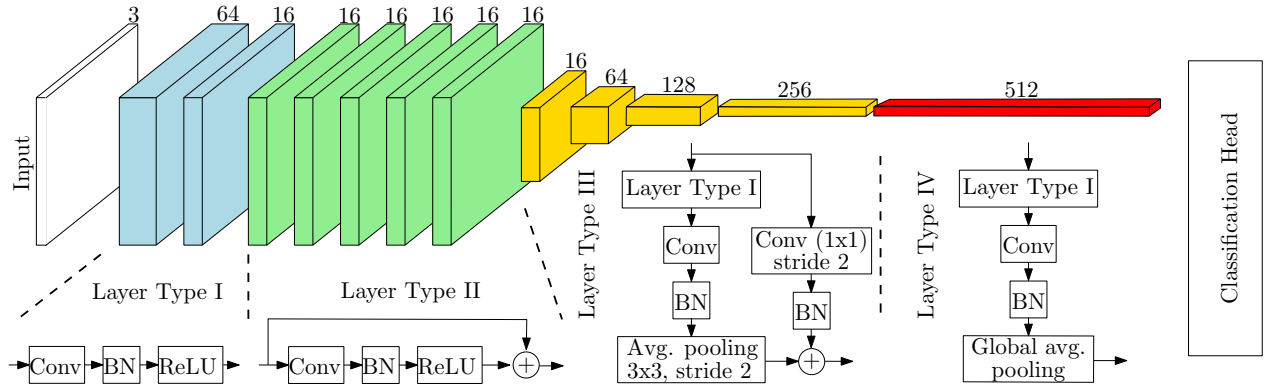 3
64
16
16
16
16
16
16
16
64
128
256
512
Input
Layer Type I
Conv
BN
ReLU
Layer Type II
Conv
BN
ReLU
+
Layer Type III
Layer Type I
Conv
BN
Avg. pooling
3x3, stride 2
Conv (1x1)
stride 2
BN
+
Layer Type IV
Layer Type I
Conv
BN
Global avg.
pooling
Classification Head